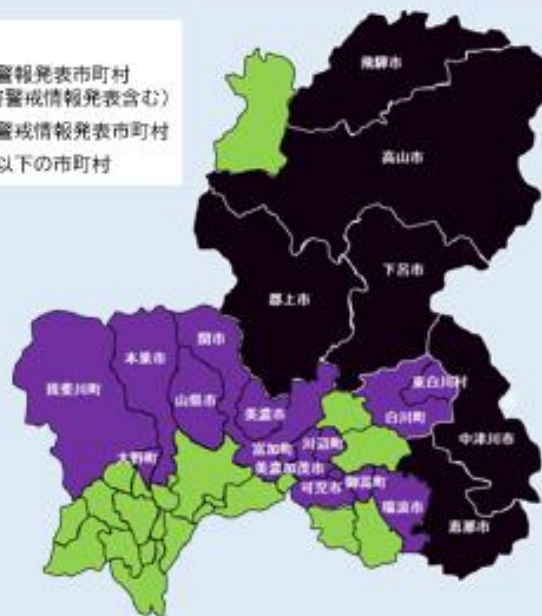 警報発表市町村
警戒情報発表含む）
警戒情報発表市町村
以下の市町村
飛騨市
高山市
下呂市
郡上市
関市
本巣市
揖斐川町
山県市
美濃市
東白川村
白川町
中津川市
大野町
富加町
川辺町
美濃加茂市
可児市
御嵩町
瑞浪市
恵那市